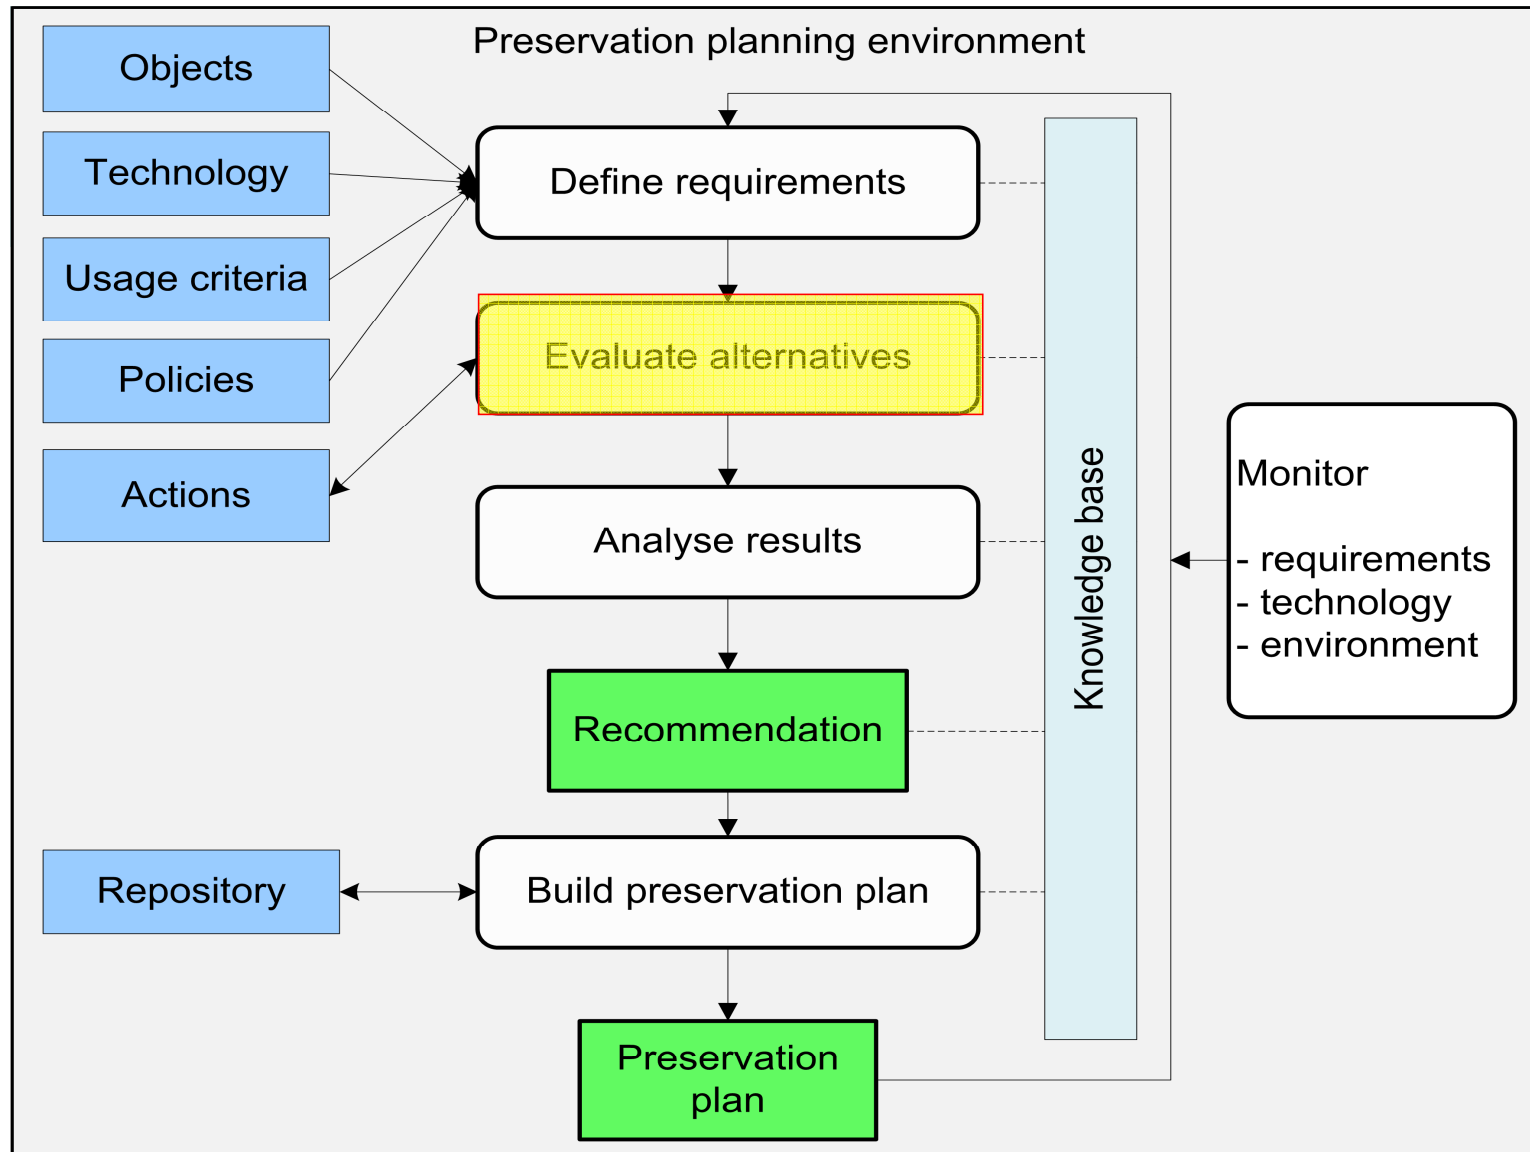 Preservation planning environment
Objects
Technology
Usage criteria
Policies
Actions
Repository
Define requirements
Evaluate alternatives
Analyse results
Recommendation
Build preservation plan
Preservation
plan
Knowledge base
Monitor
- requirements
- technology
- environment